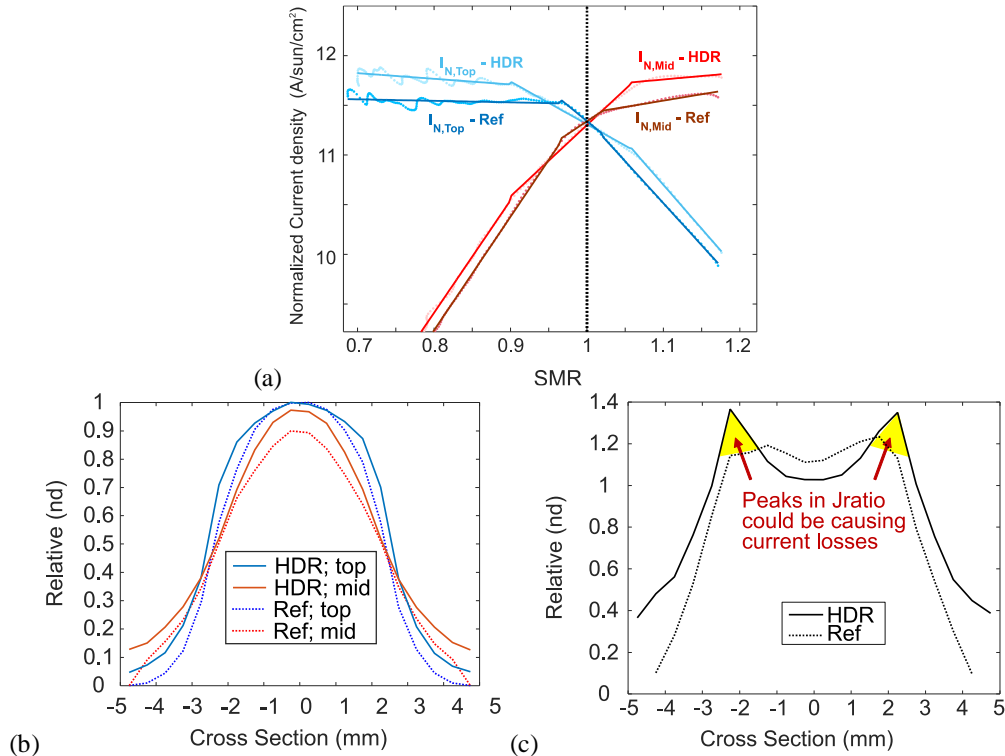 12
11
10
Normalized Current density (A/sun/cm²)
I_N,Top - HDR
I_N,Top - Ref
I_N,Mid - HDR
I_N,Mid - Ref
0.7 0.8 0.9 1 1.1 1.2
SMR
(a)
1
0.9
0.8
0.7
0.6
0.5
0.4
0.3
0.2
0.1
0
Relative (nd)
HDR; top
HDR; mid
Ref; top
Ref; mid
-5 -4 -3 -2 -1 0 1 2 3 4 5
Cross Section (mm)
(b)
1.4
1.2
1
0.8
0.6
0.4
0.2
0
Relative (nd)
Peaks in Jratio
could be causing
current losses
HDR
Ref
-5 -4 -3 -2 -1 0 1 2 3 4 5
Cross Section (mm)
(c)